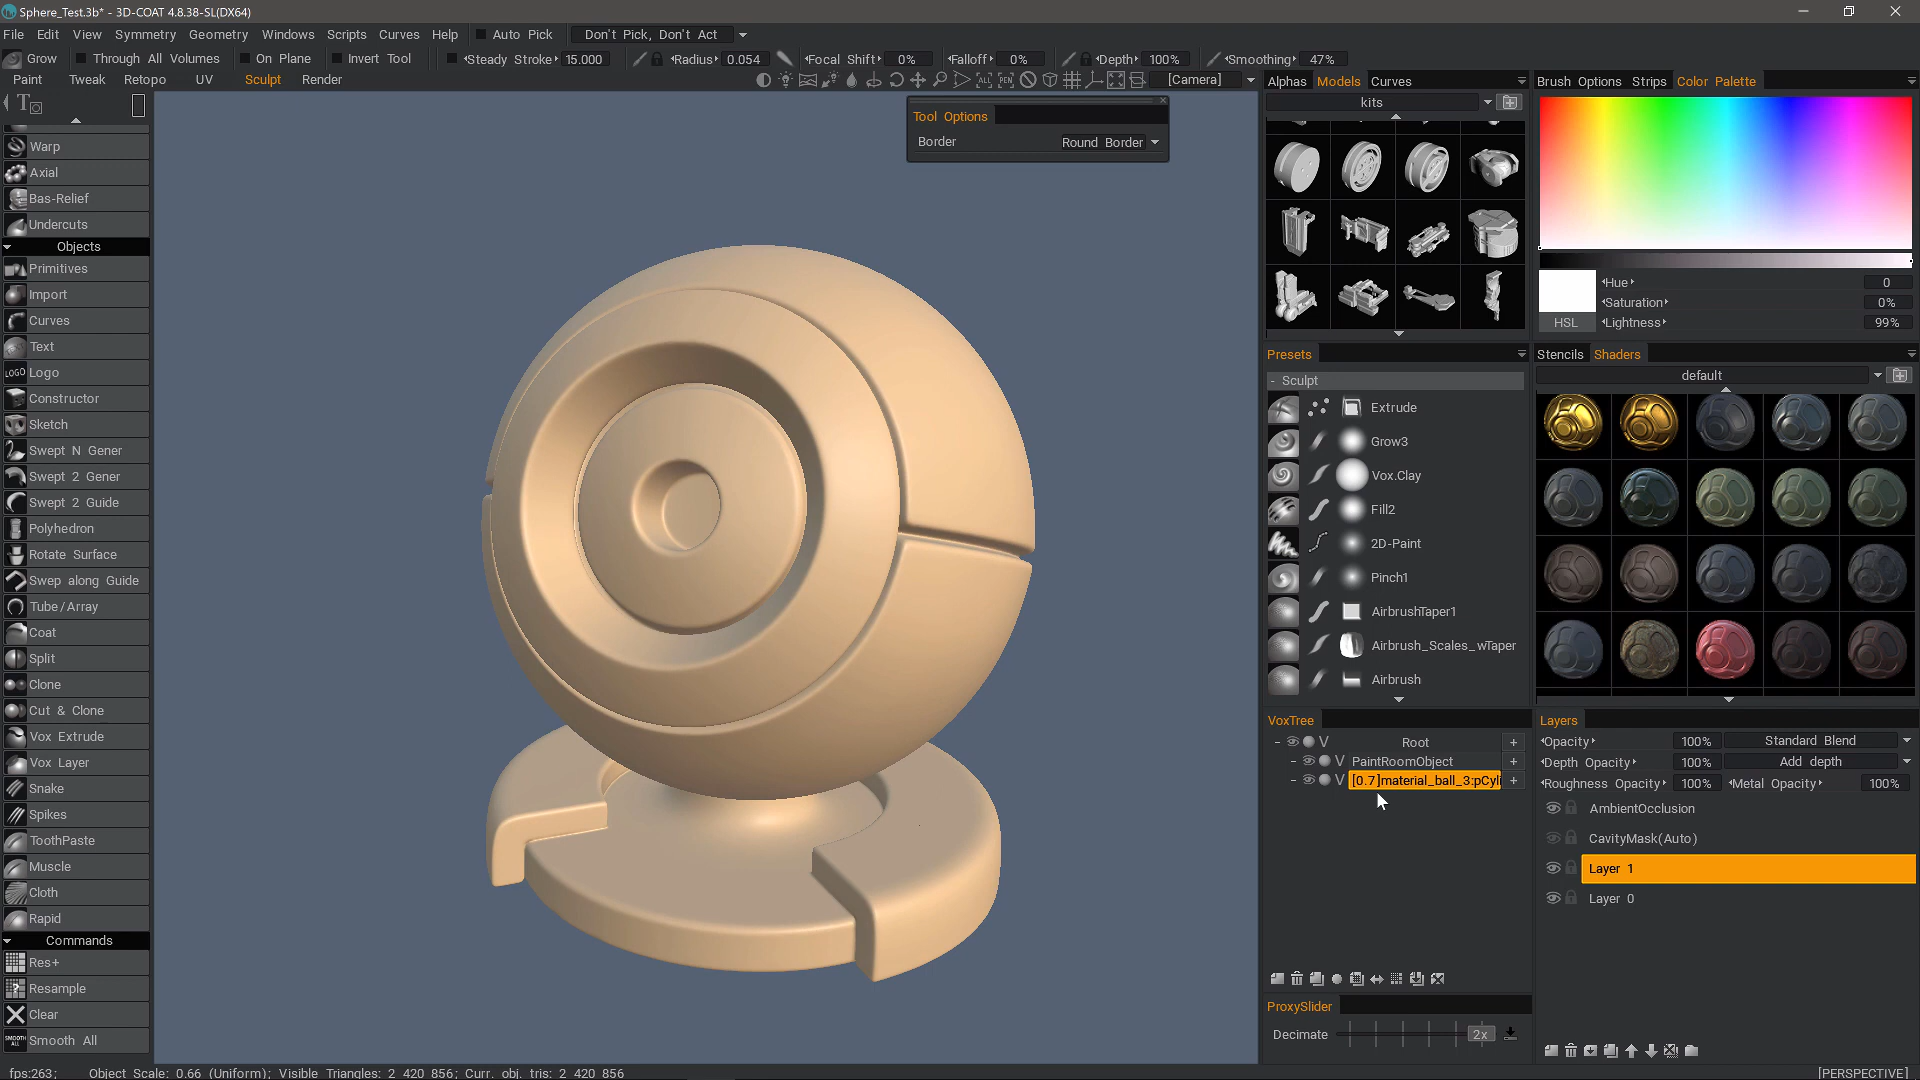 Sphere_Test.3b* - 3D-COAT 4.8.38-SL(DX64)
File Edit View Symmetry Geometry Windows Scripts Curves Help Auto Pick Don't Pick, Don't Act
Grow Through All Volumes On Plane Invert Tool Steady Stroke 15.000 Radius 0.054 Focal Shift 0% Falloff 0% Depth 100% Smoothing 47%
Paint Tweak Retopo UV Sculpt Render [Camera]
Tool Options
Border Round Border
Warp
Axial
Bas-Relief
Undercuts
Objects
Primitives
Import
Curves
Text
LOGO Logo
Constructor
Sketch
Swept N Gener
Swept 2 Gener
Swept 2 Guide
Polyhedron
Rotate Surface
Swep along Guide
Tube/Array
Coat
Split
Clone
Cut & Clone
Vox Extrude
Vox Layer
Snake
Spikes
ToothPaste
Muscle
Cloth
Rapid
Commands
Res+
Resample
Clear
SMOOTH ALL Smooth All
Alphas Models Curves
kits
Presets
- Sculpt
Extrude
Grow3
Vox.Clay
Fill2
2D-Paint
Pinch1
AirbrushTaper1
Airbrush_Scales_wTaper
Airbrush
VoxTree
- V Root +
- V PaintRoomObject +
- V [0.7]material_ball_3:pCyli +
ProxySlider
Decimate 2x
Brush Options Strips Color Palette
Hue 0
Saturation 0%
HSL Lightness 99%
Stencils Shaders
default
Layers
Opacity 100% Standard Blend
Depth Opacity 100% Add depth
Roughness Opacity 100% Metal Opacity 100%
AmbientOcclusion
CavityMask(Auto)
Layer 1
Layer 0
fps:263; Object Scale: 0.66 (Uniform); Visible Triangles: 2 420 856; Curr. obj. tris: 2 420 856 [PERSPECTIVE]